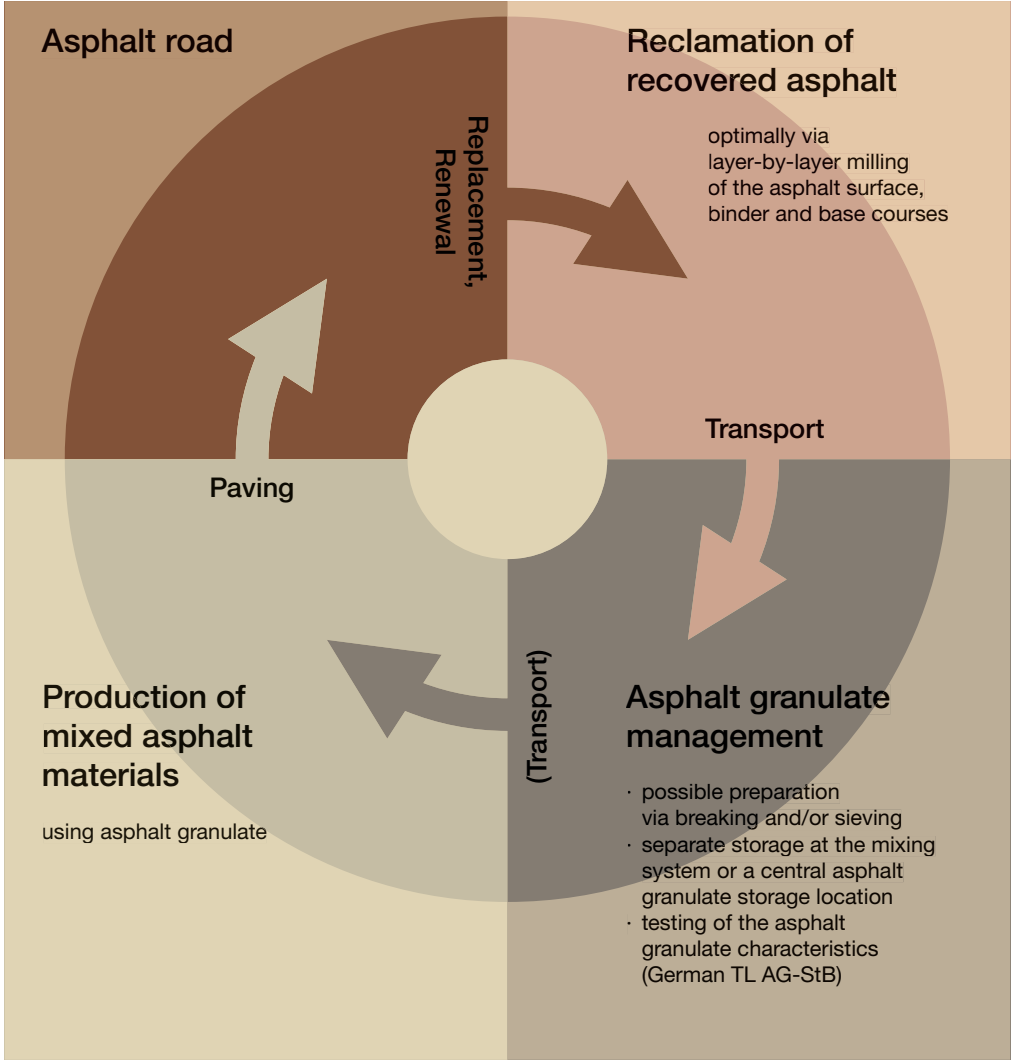 Asphalt road
Replacement,
Renewal
Reclamation of
recovered asphalt
optimally via
layer-by-layer milling
of the asphalt surface,
binder and base courses
Transport
Asphalt granulate
management
· possible preparation
via breaking and/or sieving
· separate storage at the mixing
system or a central asphalt
granulate storage location
· testing of the asphalt
granulate characteristics
(German TL AG-StB)
(Transport)
Production of
mixed asphalt
materials
using asphalt granulate
Paving